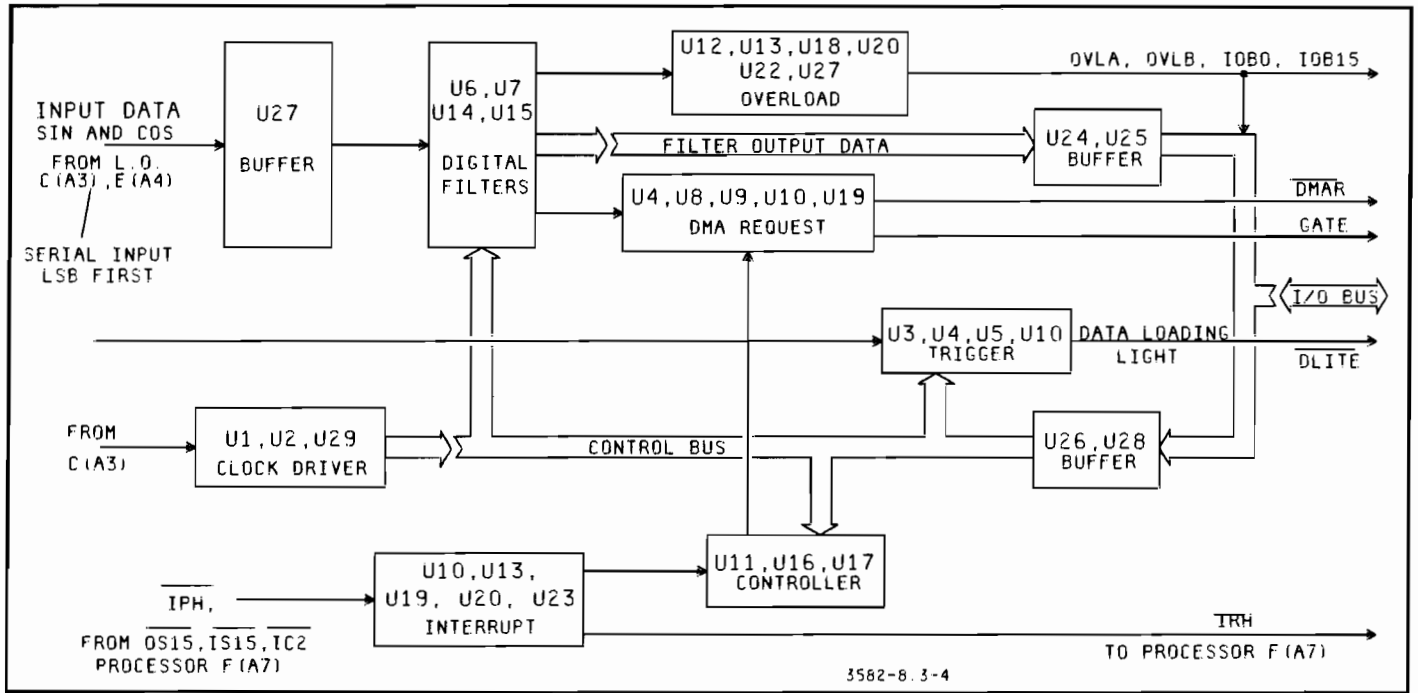 INPUT DATA
SIN AND COS
FROM L.O.
C(A3),E(A4)
SERIAL INPUT
LSB FIRST
U27
BUFFER
U6,U7
U14,U15
DIGITAL
FILTERS
U12,U13,U18,U20
U22,U27
OVERLOAD
OVLA, OVLB, IOB0, IOB15
FILTER OUTPUT DATA
U24,U25
BUFFER
U4,U8,U9,U10,U19
DMA REQUEST
DMAR
GATE
I/O BUS
U3,U4,U5,U10
TRIGGER
DATA LOADING
LIGHT
DLITE
FROM
C(A3)
U1,U2,U29
CLOCK DRIVER
CONTROL BUS
U26,U28
BUFFER
U11,U16,U17
CONTROLLER
IPH,
FROM OS15,IS15,IC2
PROCESSOR F(A7)
U10,U13,
U19, U20, U23
INTERRUPT
IRH
TO PROCESSOR F(A7)
3582-8.3-4